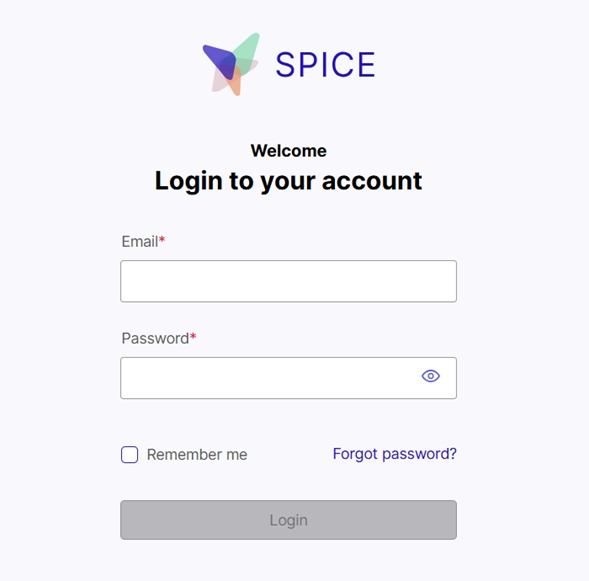 SPICE
Welcome
Login to your account
Email*
Password*
Remember me
Forgot password?
Login